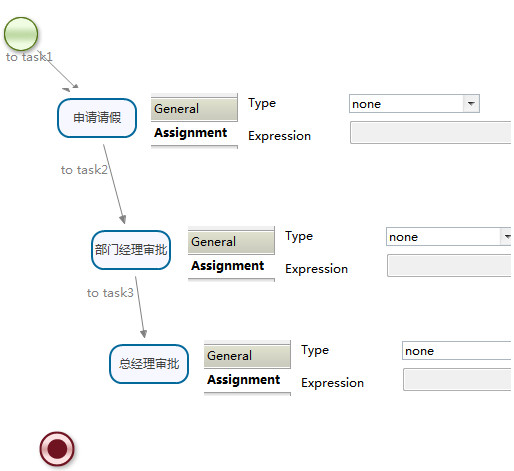 to task1
申请请假
General
Type
none
Assignment
Expression
to task2
部门经理审批
General
Type
none
Assignment
Expression
to task3
总经理审批
General
Type
none
Assignment
Expression